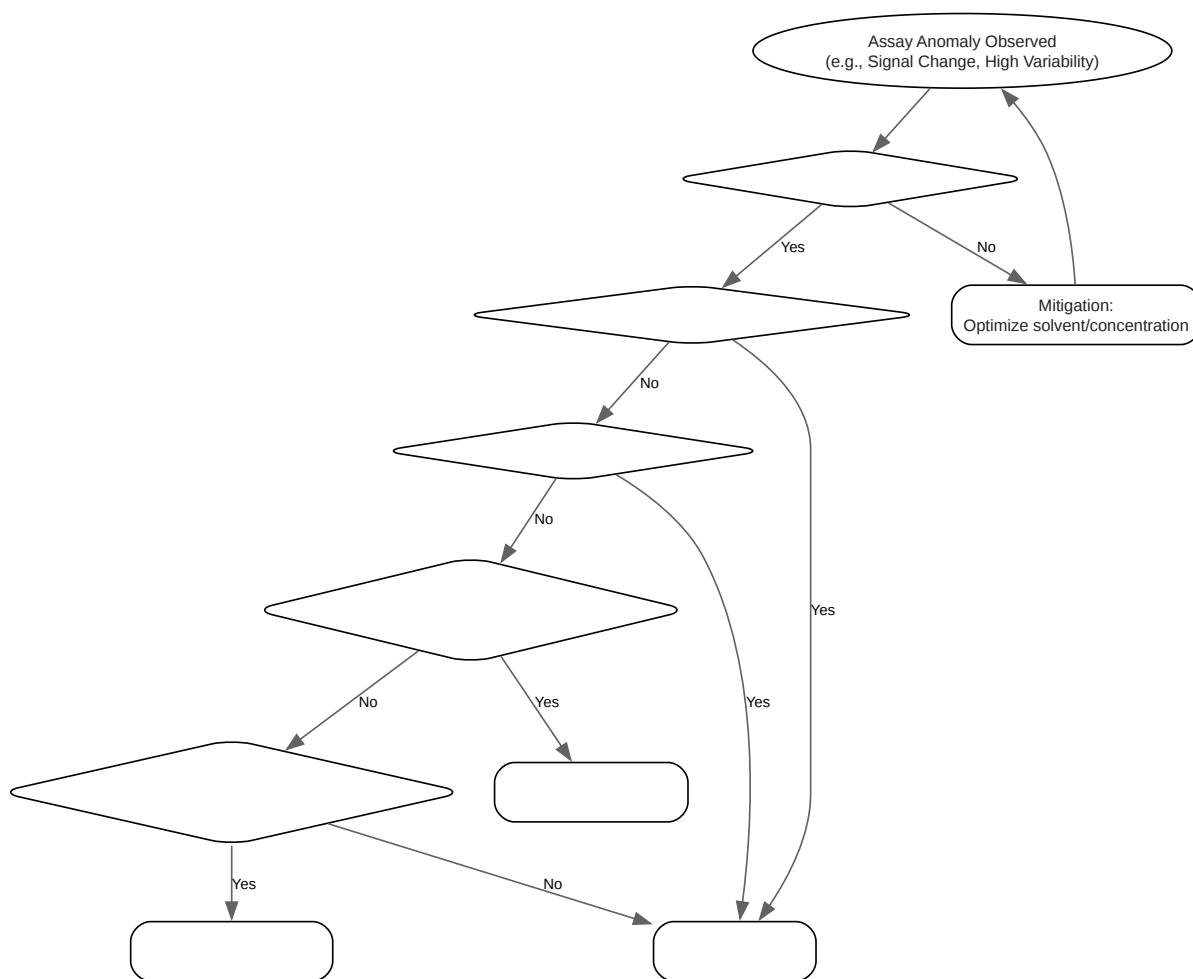 Assay Anomaly Observed
(e.g., Signal Change, High Variability)
Yes
No
Mitigation:
Optimize solvent/concentration
No
No
Yes
No
Yes
Yes
Yes
No